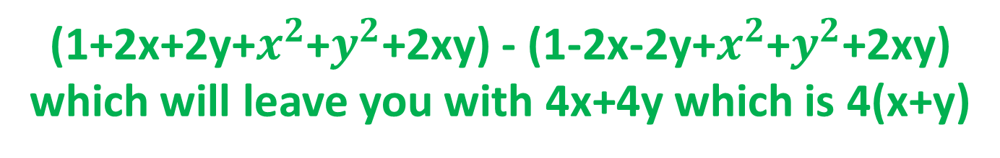 (1+2x+2y+x²+y²+2xy) - (1-2x-2y+x²+y²+2xy)
which will leave you with 4x+4y which is 4(x+y)